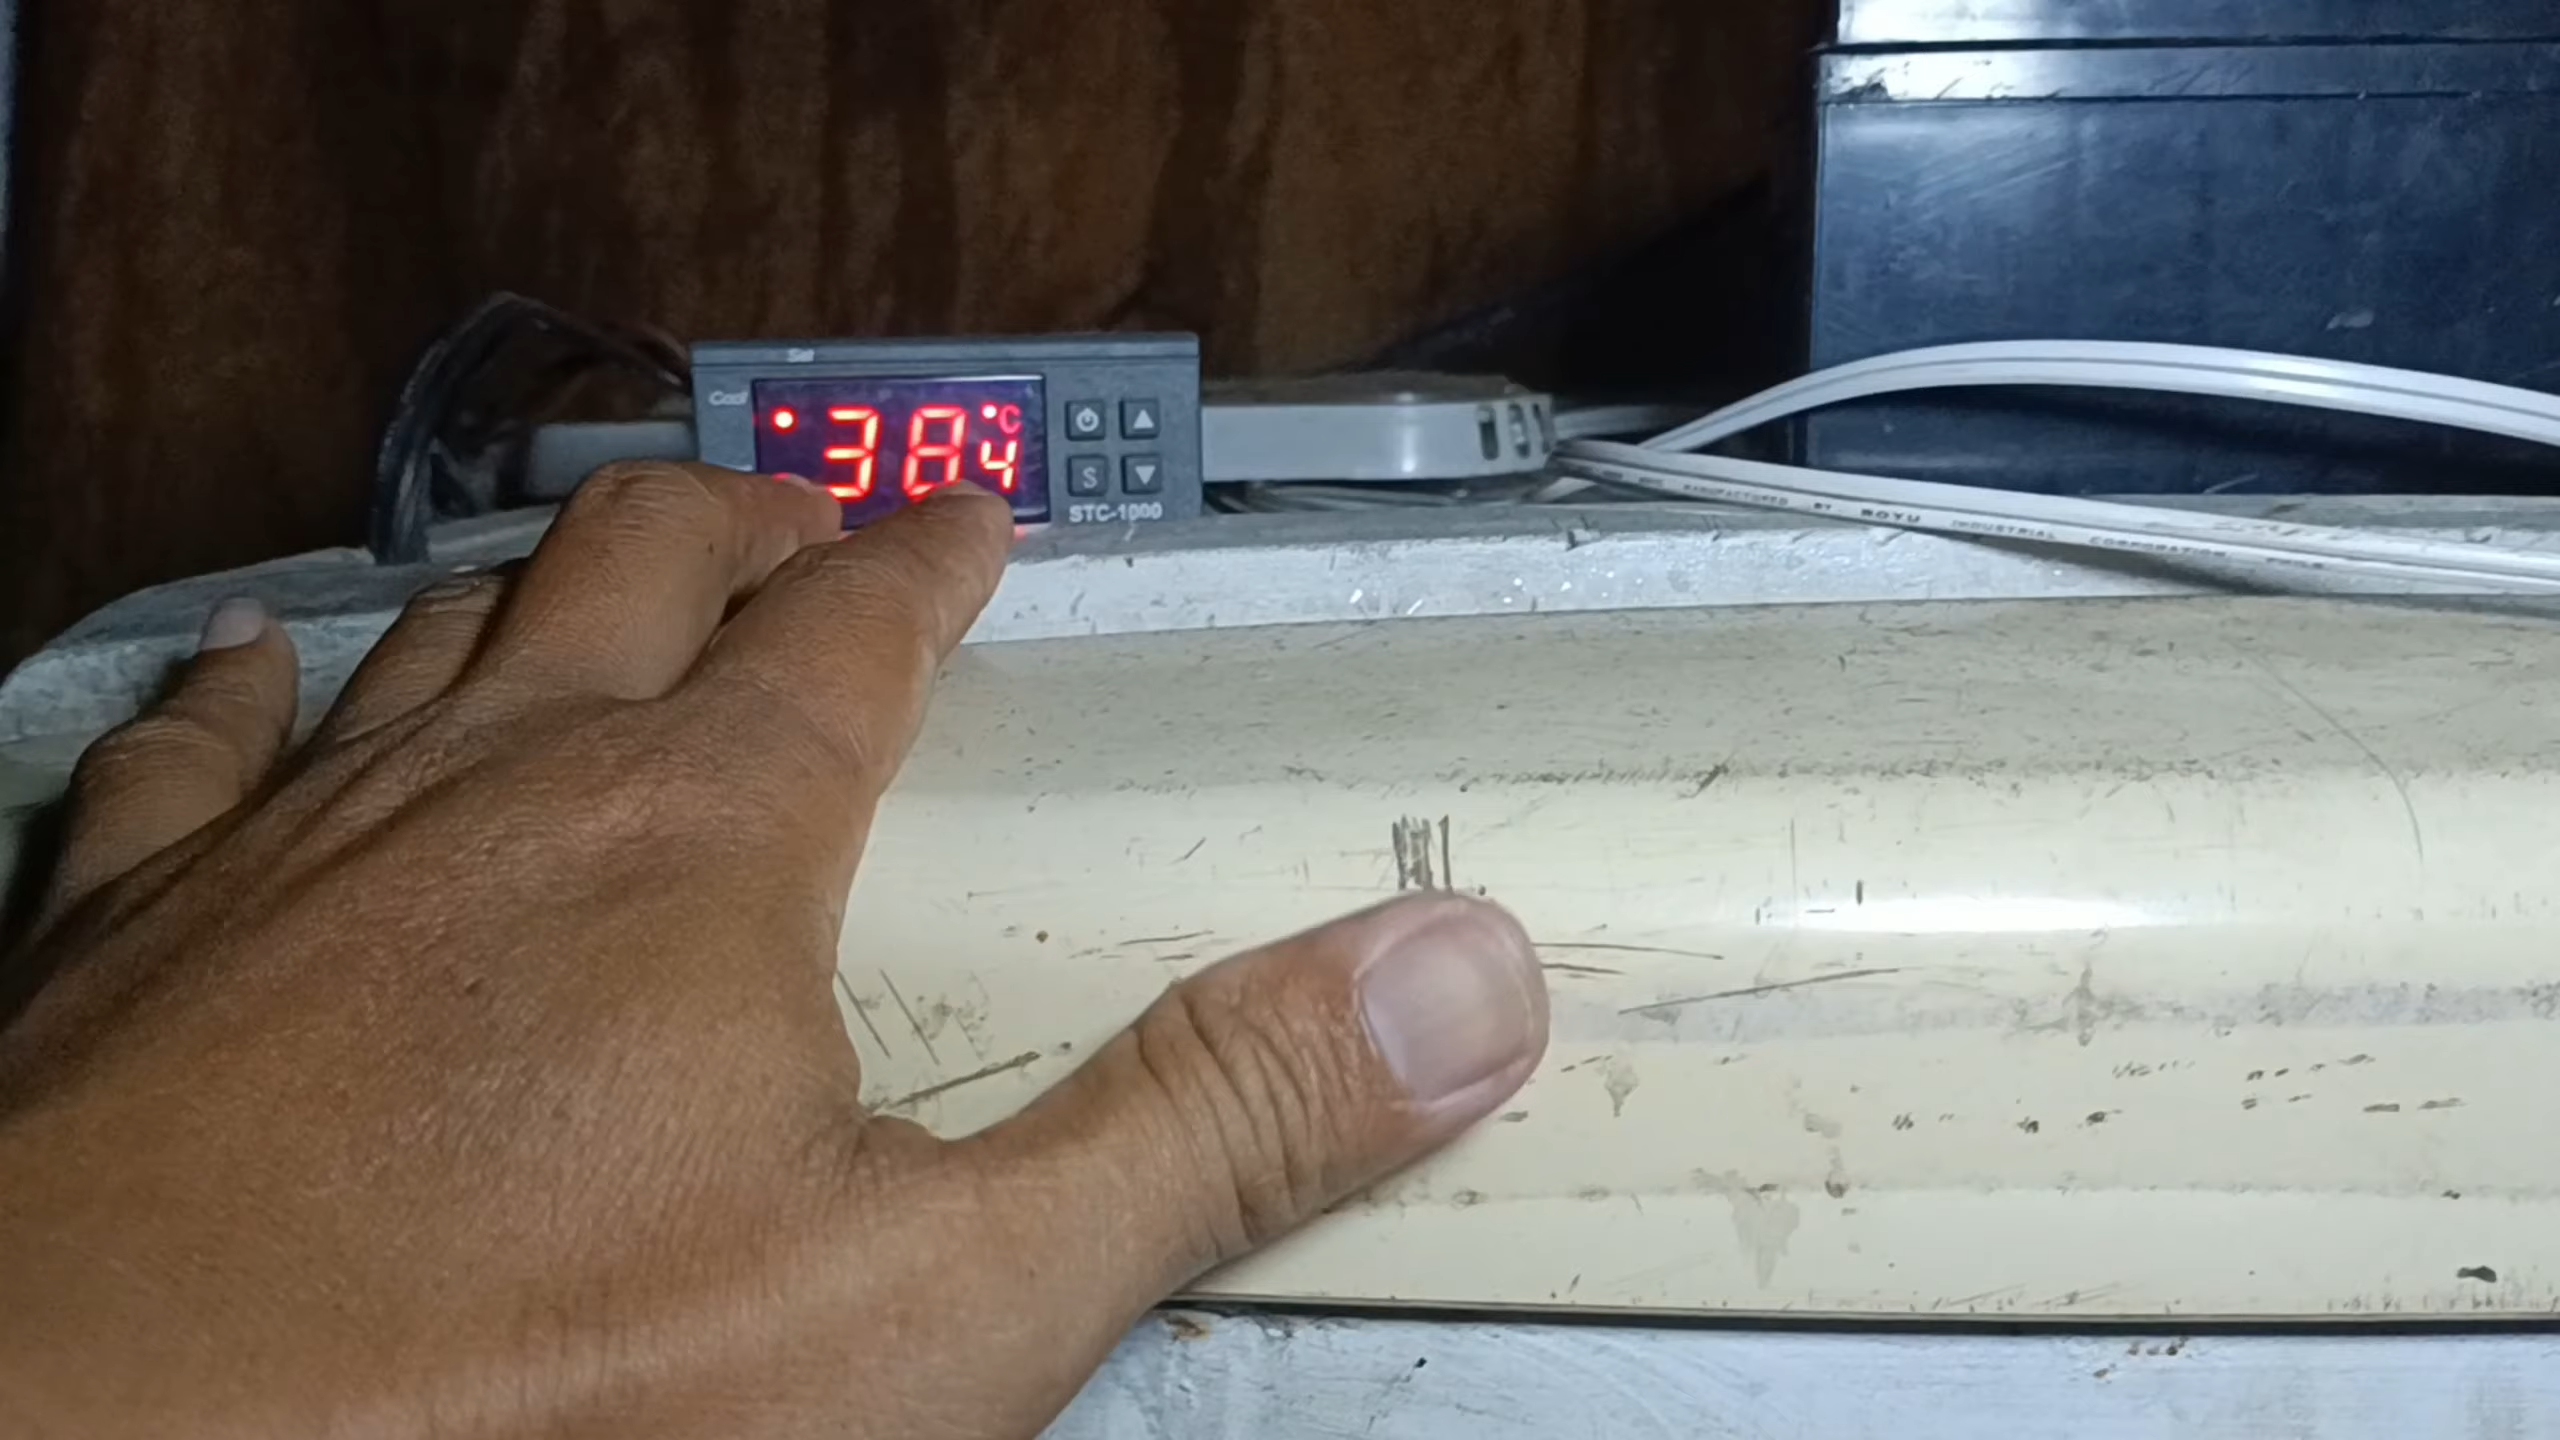 Set
Cool
38.4
°C
S
STC-1000
MANUFACTURED BY: BOYU INDUSTRIAL CORPORATION